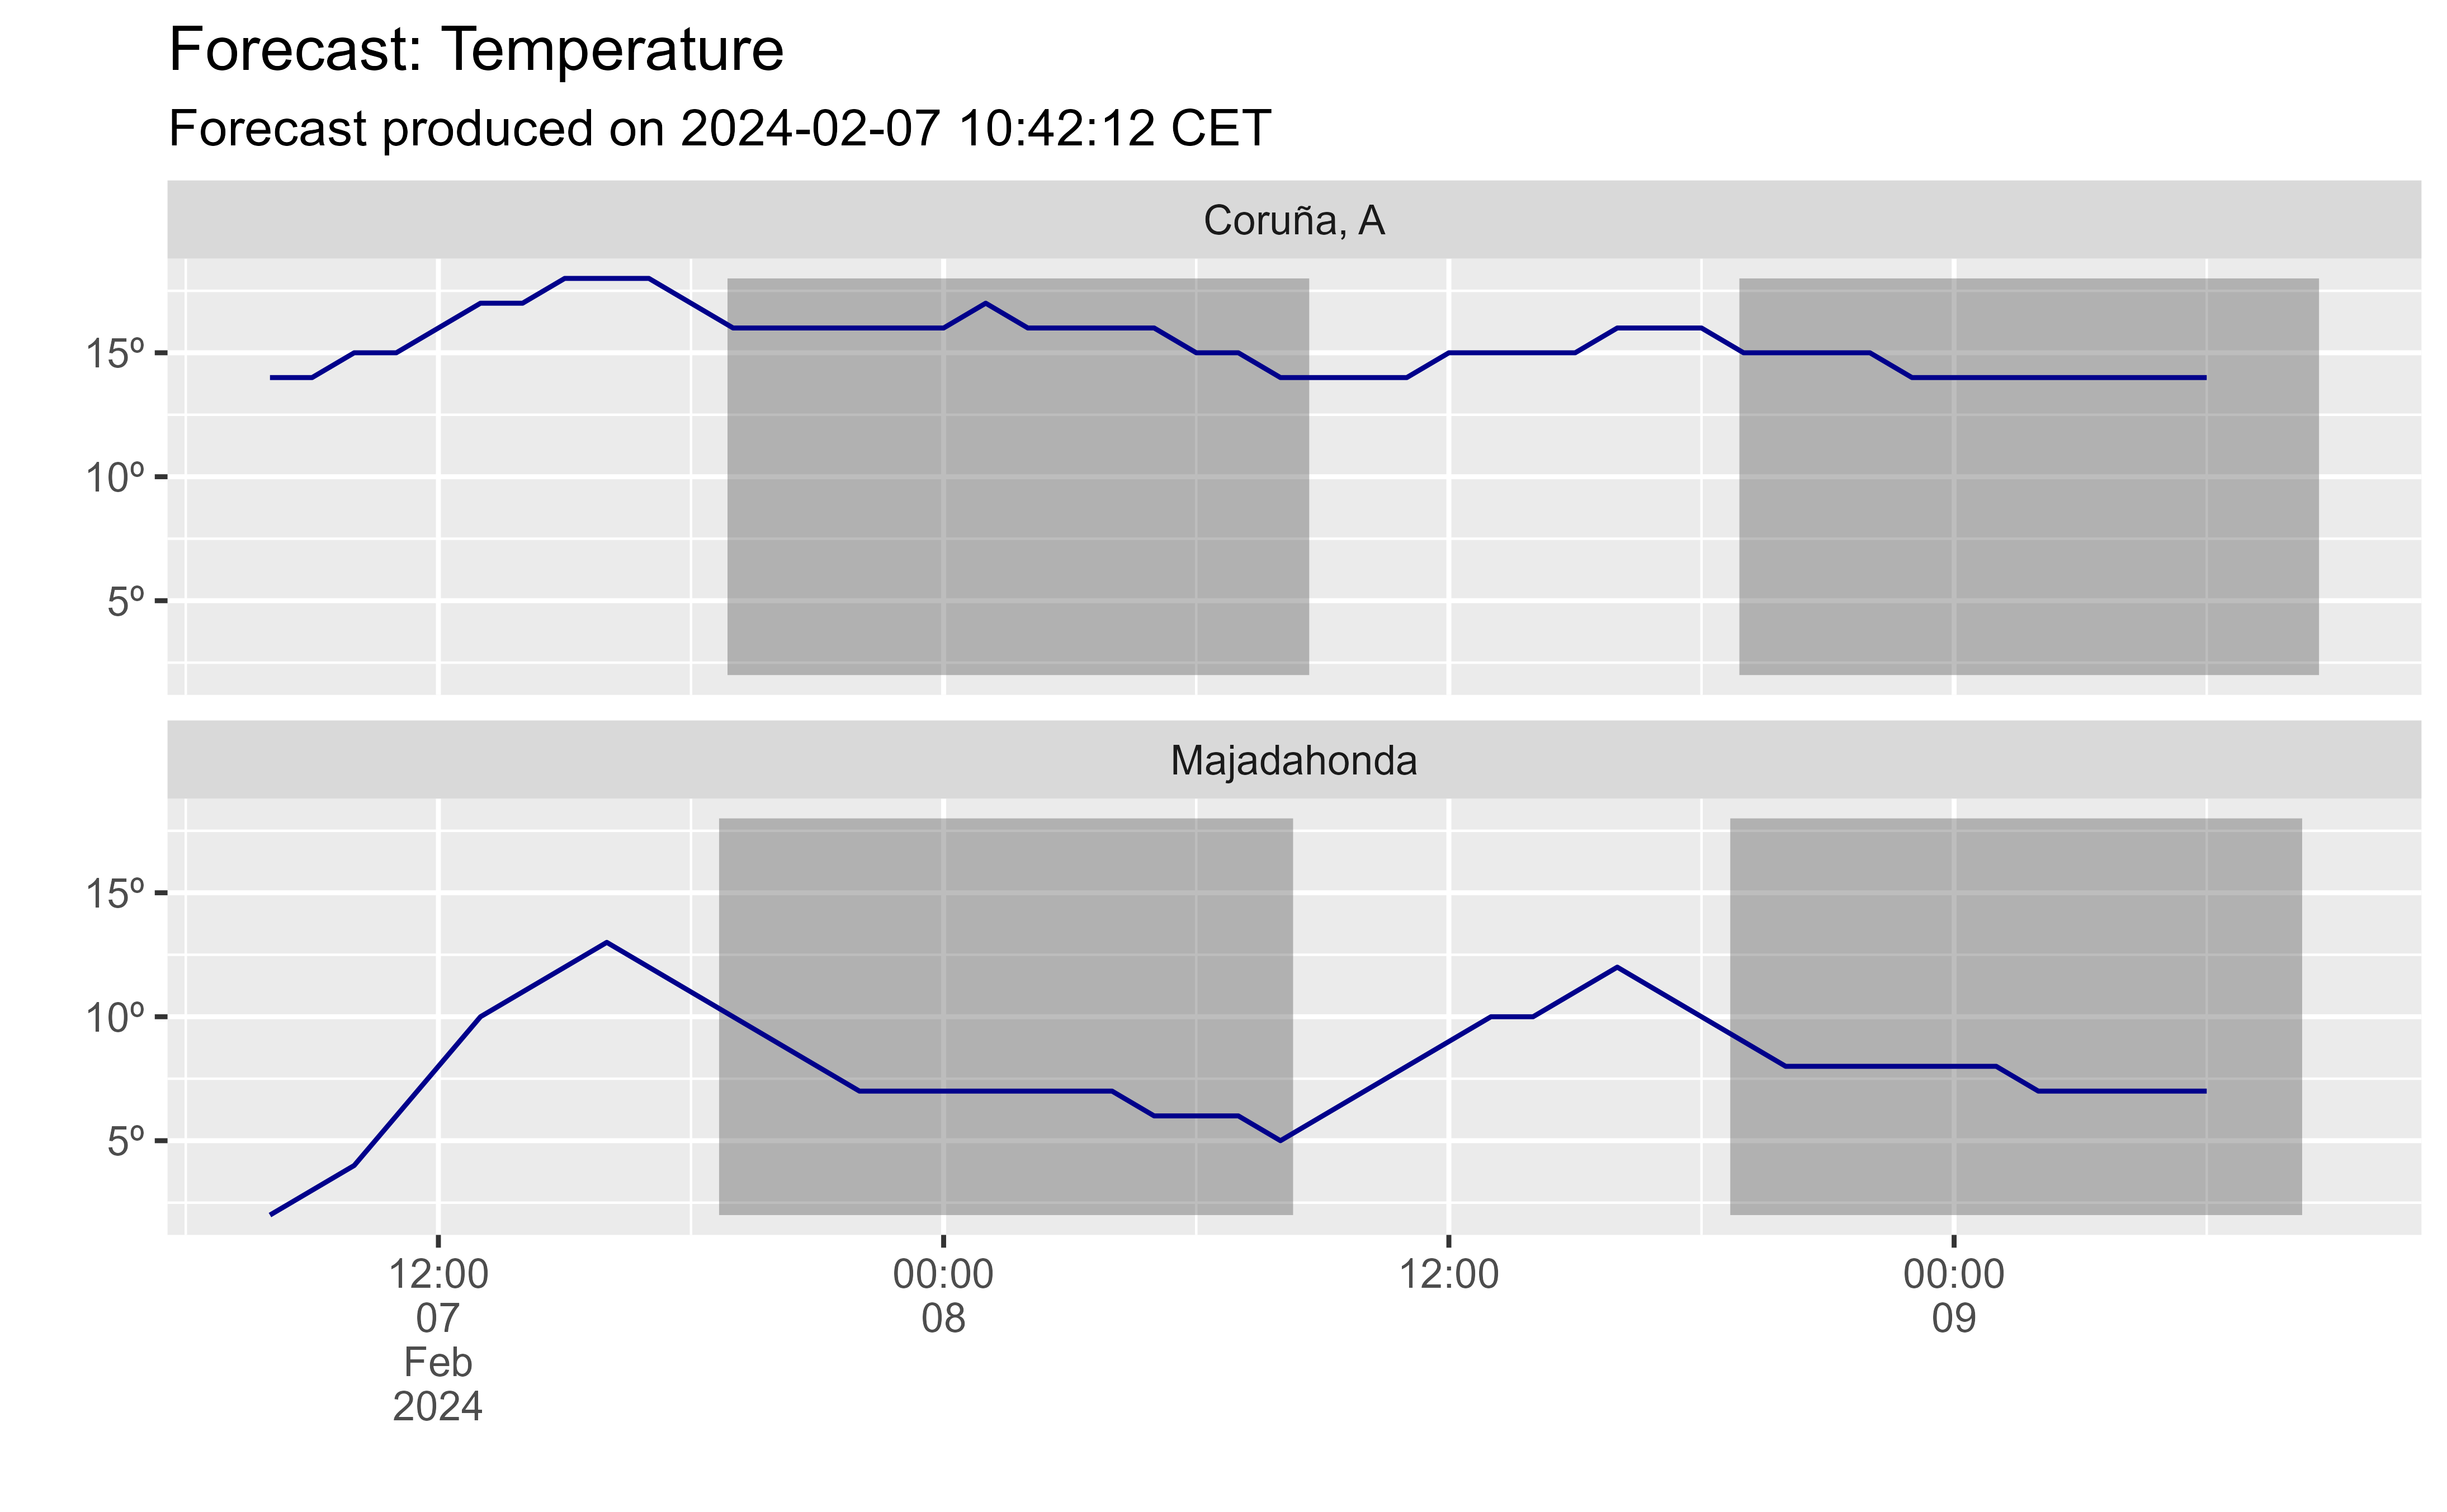 Forecast: Temperature
Forecast produced on 2024-02-07 10:42:12 CET
Coruña, A
15º
10º
5º
Majadahonda
15º
10º
5º
12:00 00:00 12:00 00:00
07 08 09
Feb
2024